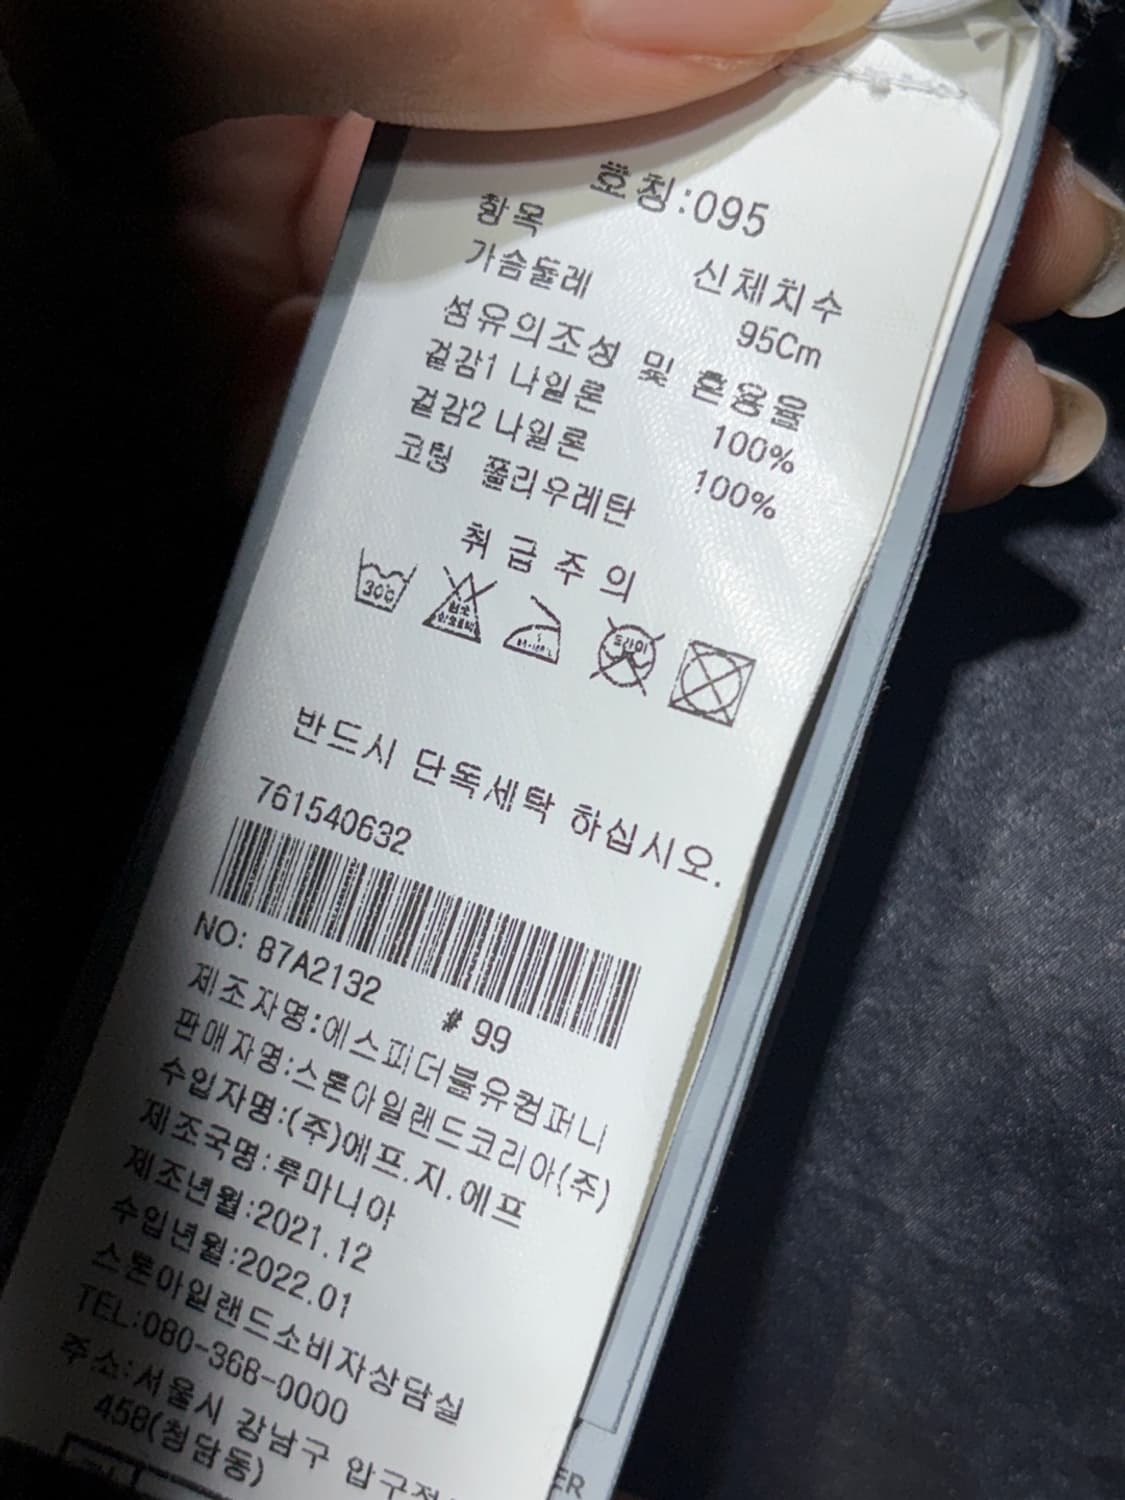 호칭:095
항목 신체치수
가슴둘레 95Cm
섬유의조성 및 혼용율
겉감1 나일론 100%
겉감2 나일론 100%
코팅 폴리우레탄
취급주의
30℃
드라이
반드시 단독세탁 하십시오.
761540632
NO: 87A2132 # 99
제조자명:에스피더블유컴퍼니
판매자명:스톤아일랜드코리아(주)
수입자명:(주)에프.지.에프
제조국명:루마니아
제조년월:2021.12
수입년월:2022.01
스톤아일랜드소비자상담실
TEL:080-368-0000
주소:서울시 강남구
458(청담동)
ER